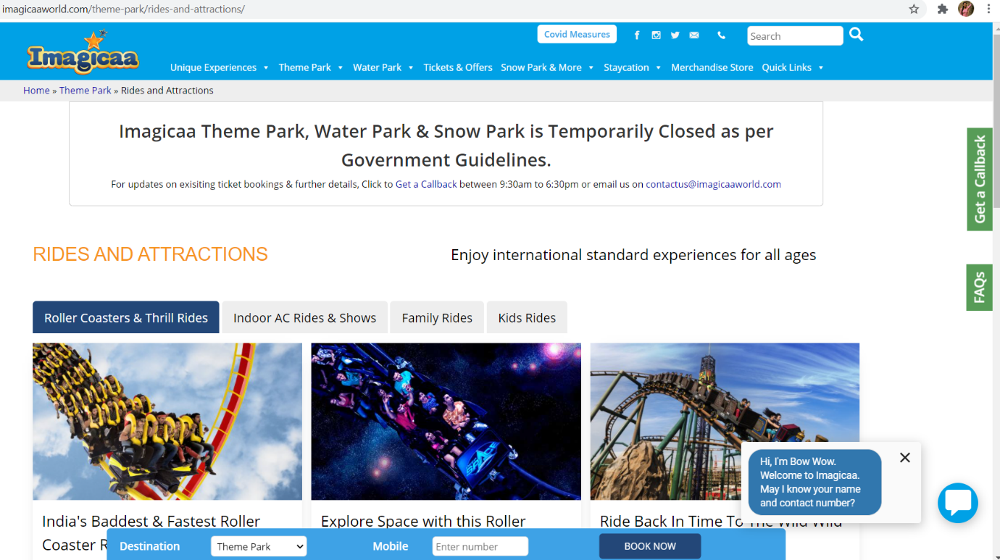 imagicaaworld.com/theme-park/rides-and-attractions/
Imagicaa
Covid Measures
Search
Unique Experiences
Theme Park
Water Park
Tickets & Offers
Snow Park & More
Staycation
Merchandise Store
Quick Links
Home » Theme Park » Rides and Attractions
Imagicaa Theme Park, Water Park & Snow Park is Temporarily Closed as per
Government Guidelines.
For updates on exisiting ticket bookings & further details, Click to Get a Callback between 9:30am to 6:30pm or email us on contactus@imagicaaworld.com
Get a Callback
FAQs
RIDES AND ATTRACTIONS
Enjoy international standard experiences for all ages
Roller Coasters & Thrill Rides
Indoor AC Rides & Shows
Family Rides
Kids Rides
SPACE
India's Baddest & Fastest Roller
Coaster R
Explore Space with this Roller
Ride Back In Time To The Wild Wild
Hi, I'm Bow Wow.
Welcome to Imagicaa.
May I know your name
and contact number?
Destination
Theme Park
Mobile
Enter number
BOOK NOW